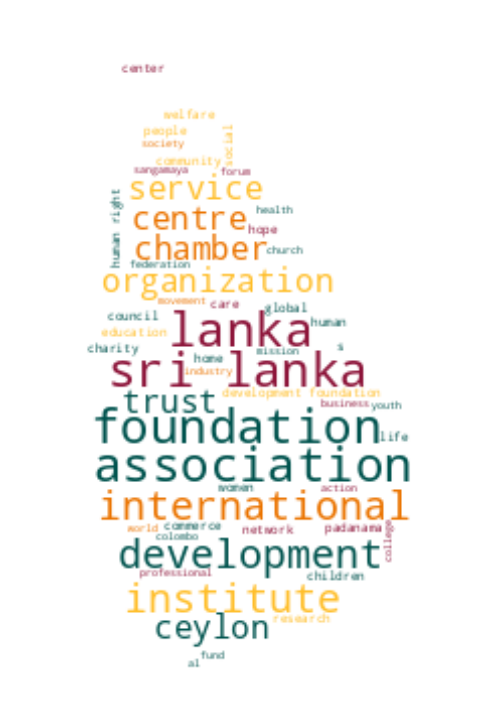 center
welfare
people
social
society
community
sangamaya forum
service
human right
health
centre
hope
chamber church
federation
organization
movement care
global
council
human
lanka
education
charity
s
home mission
sri lanka
industry
development foundation
trust
business youth
foundation
life
association
women action
international
world commerce
network padanama
colombo
college
development
professional
children
institute
research
ceylon
fund
al